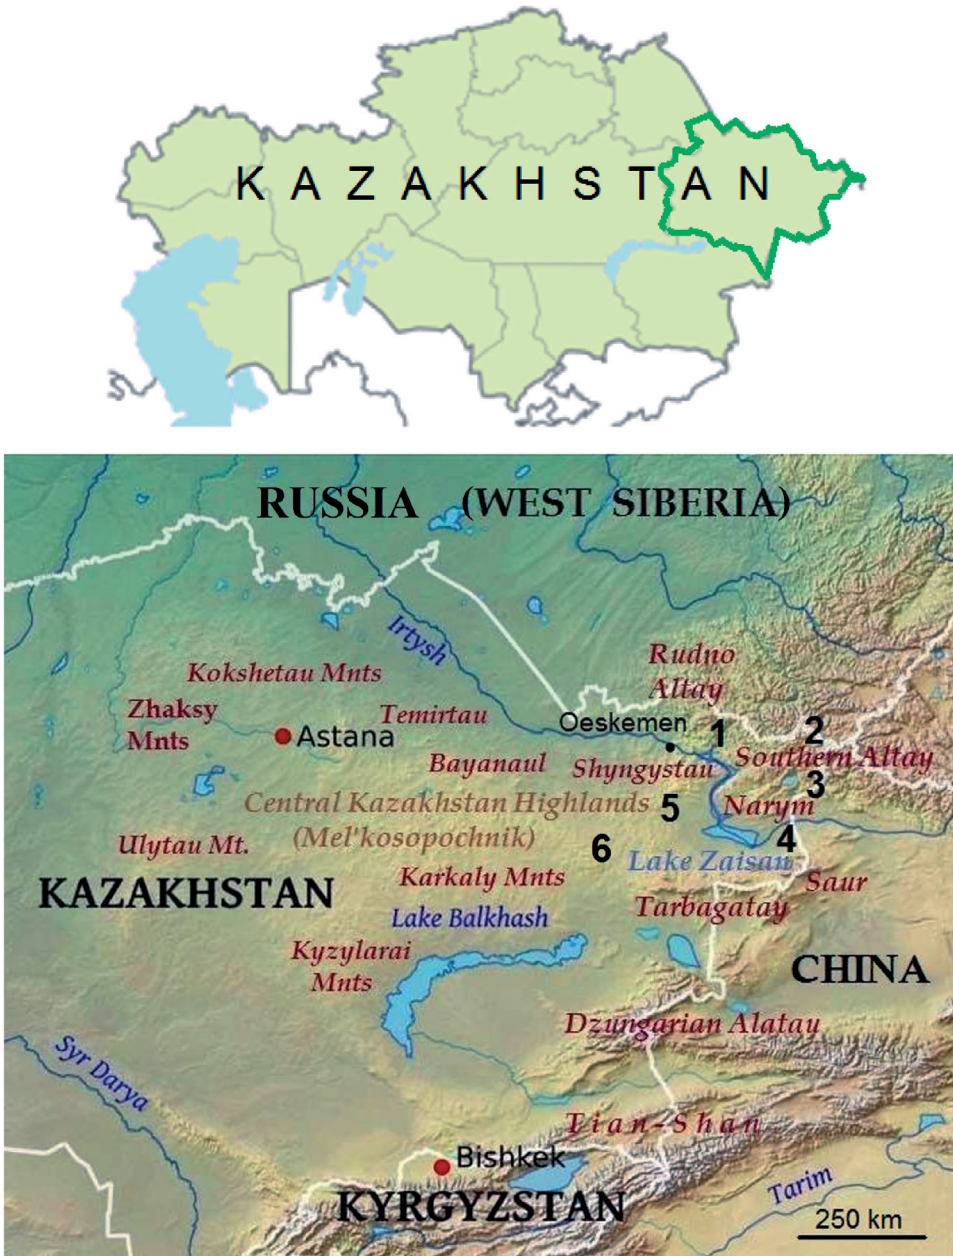 K A Z A K H S T A N
RUSSIA (WEST SIBERIA)
Irtysh
Rudno
Altay
Kokshetau Mnts
Zhaksy
Mnts
Temirtau
Astana
Oeskemen
1
2
Bayanaul
Shyngystau
Southern Altay
3
Central Kazakhstan Highlands
(Mel'kosopochnik)
5
Narym
4
Ulytau Mt.
6
Lake Zaisan
KAZAKHSTAN
Karkaly Mnts
Saur
Lake Balkhash
Tarbagatay
Kyzylarai
Mnts
CHINA
Dzungarian Alatau
Syr Darya
Tian-Shan
Bishkek
KYRGYZSTAN
Tarim
250 km